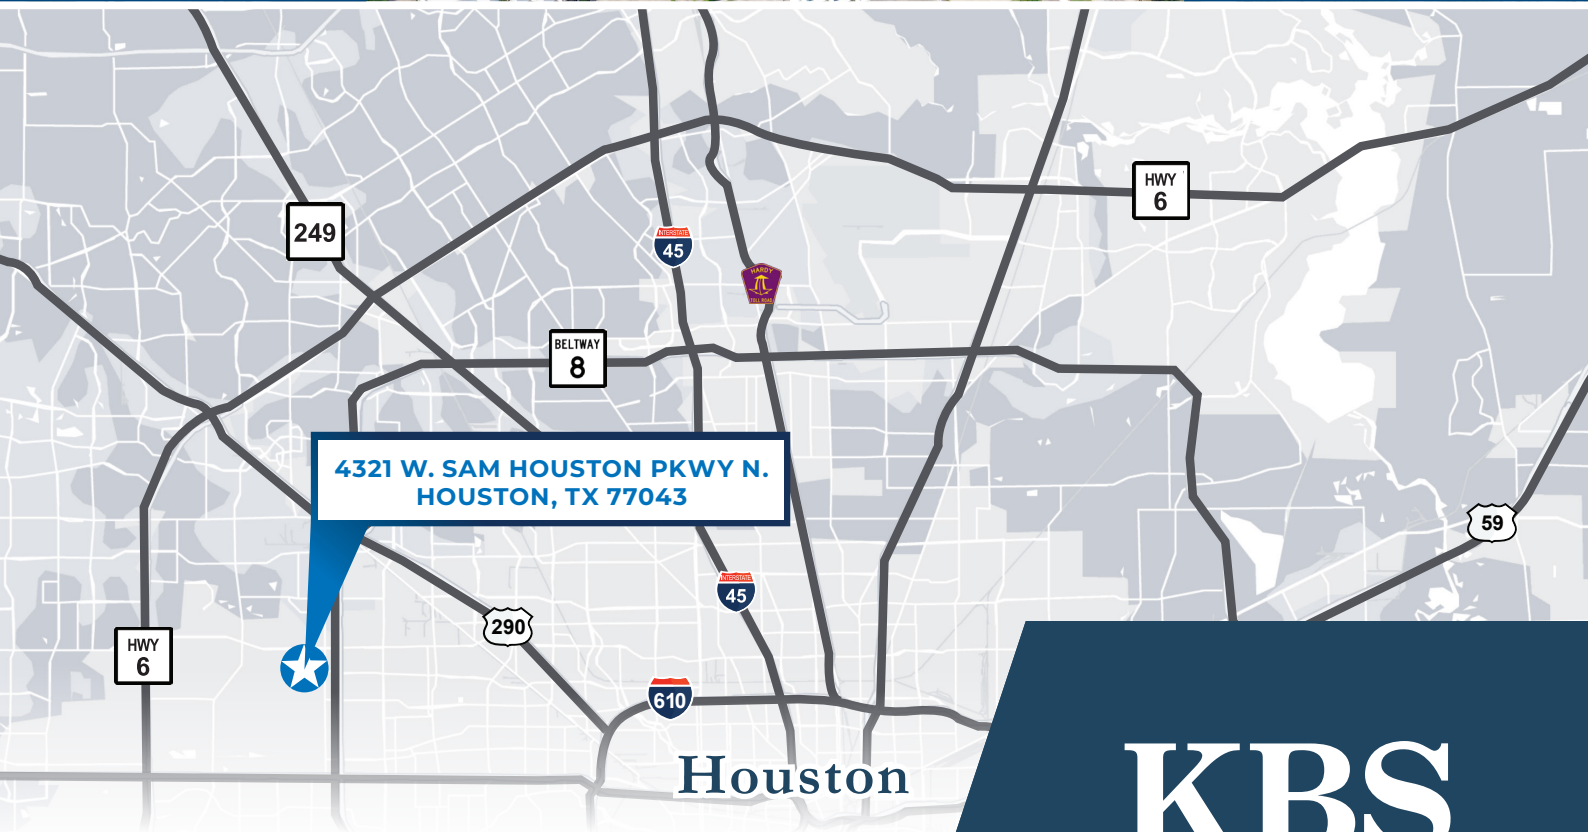 HWY
6
249
INTERSTATE
45
HARDY
TOLL ROAD
BELTWAY
8
4321 W. SAM HOUSTON PKWY N.
HOUSTON, TX 77043
59
INTERSTATE
45
290
HWY
6
610
Houston
KBS